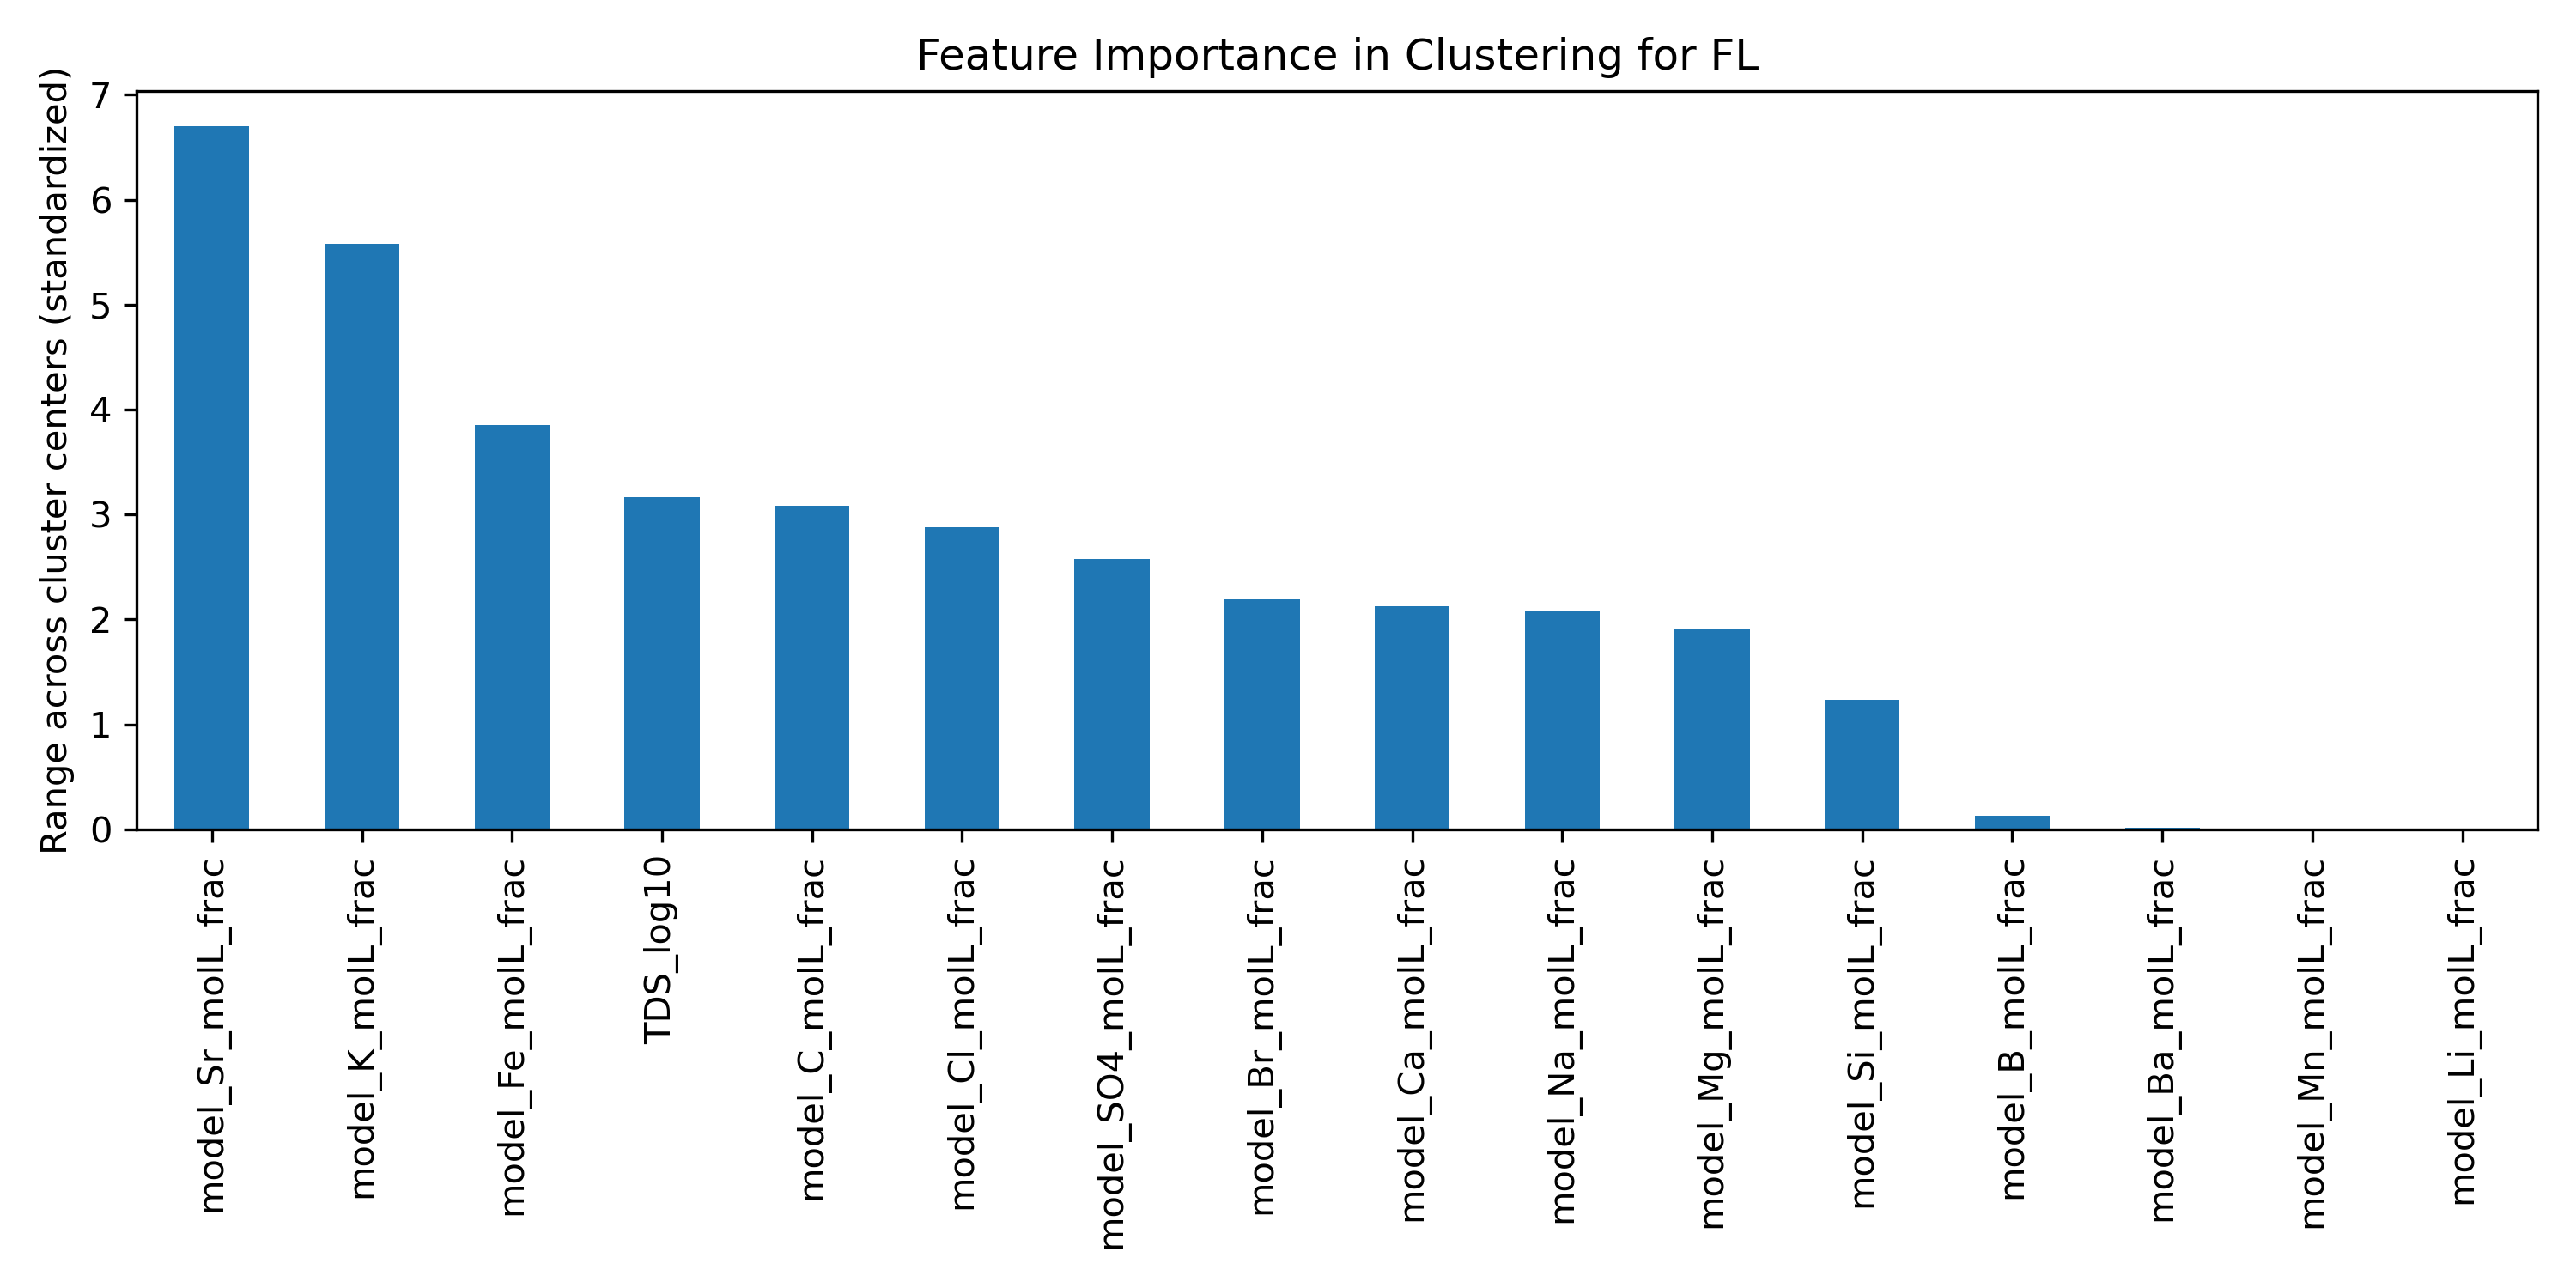 Feature Importance in Clustering for FL
Range across cluster centers (standardized)
7
6
5
4
3
2
1
0
model_Sr_molL_frac
model_K_molL_frac
model_Fe_molL_frac
TDS_log10
model_C_molL_frac
model_Cl_molL_frac
model_SO4_molL_frac
model_Br_molL_frac
model_Ca_molL_frac
model_Na_molL_frac
model_Mg_molL_frac
model_Si_molL_frac
model_B_molL_frac
model_Ba_molL_frac
model_Mn_molL_frac
model_Li_molL_frac